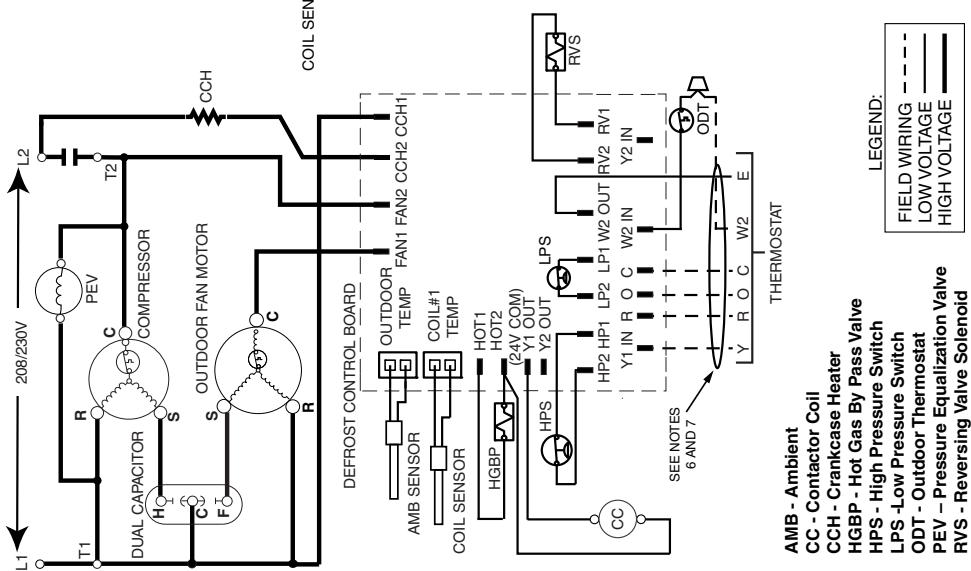 208/230V
L1
L2
T1
T2
COIL SEN
PEV
CCH
R
C
S
COMPRESSOR
DUAL CAPACITOR
H
C
F
OUTDOOR FAN MOTOR
S
C
R
DEFROST CONTROL BOARD
FAN1 FAN2 CCH2 CCH1
OUTDOOR
TEMP
COIL#1
TEMP
AMB SENSOR
COIL SENSOR
HOT1
HOT2
(24V COM)
Y1 OUT
Y2 OUT
HGBP
HPS
LPS
RVS
HP2 HP1 LP2 LP1 W2 OUT RV2 RV1
Y1 IN R O C W2 IN Y2 IN
CC
ODT
SEE NOTES
6 AND 7
Y R O C W2 E
THERMOSTAT
LEGEND:
FIELD WIRING
LOW VOLTAGE
HIGH VOLTAGE
AMB - Ambient
CC - Contactor Coil
CCH - Crankcase Heater
HGBP - Hot Gas By Pass Valve
HPS - High Pressure Switch
LPS -Low Pressure Switch
ODT - Outdoor Thermostat
PEV – Pressure Equalization Valve
RVS - Reversing Valve Solenoid